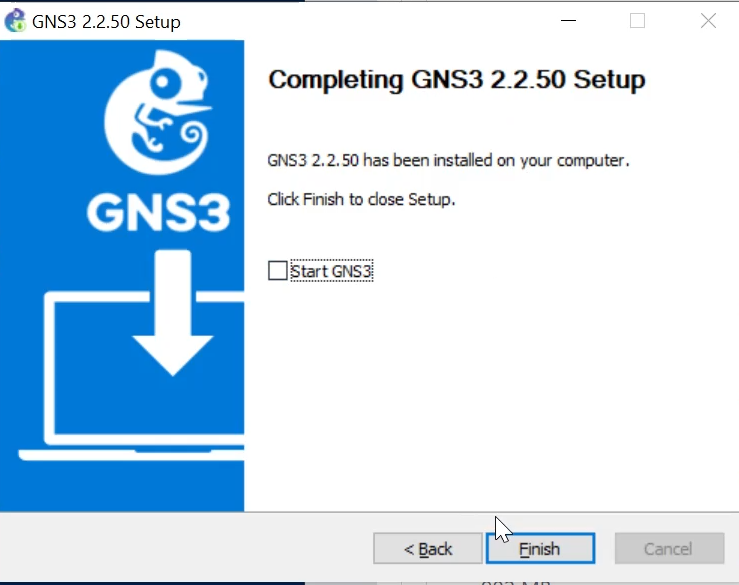 GNS3 2.2.50 Setup
GNS3
Completing GNS3 2.2.50 Setup
GNS3 2.2.50 has been installed on your computer.
Click Finish to close Setup.
Start GNS3
< Back
Finish
Cancel